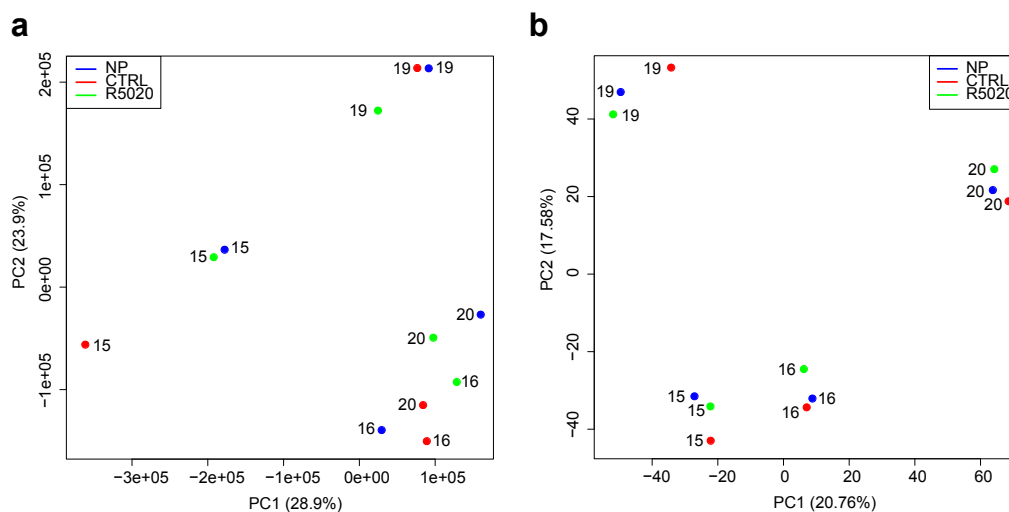 a
NP
CTRL
R5020
19
19
19
15
15
15
20
20
16
20
16
16
2e+05
1e+05
0e+00
−1e+05
PC2 (23.9%)
−3e+05 −2e+05 −1e+05 0e+00 1e+05
PC1 (28.9%)
b
NP
CTRL
R5020
19
19
19
20
20
20
16
15
16
15
16
15
40
20
0
−20
−40
PC2 (17.58%)
−40 −20 0 20 40 60
PC1 (20.76%)